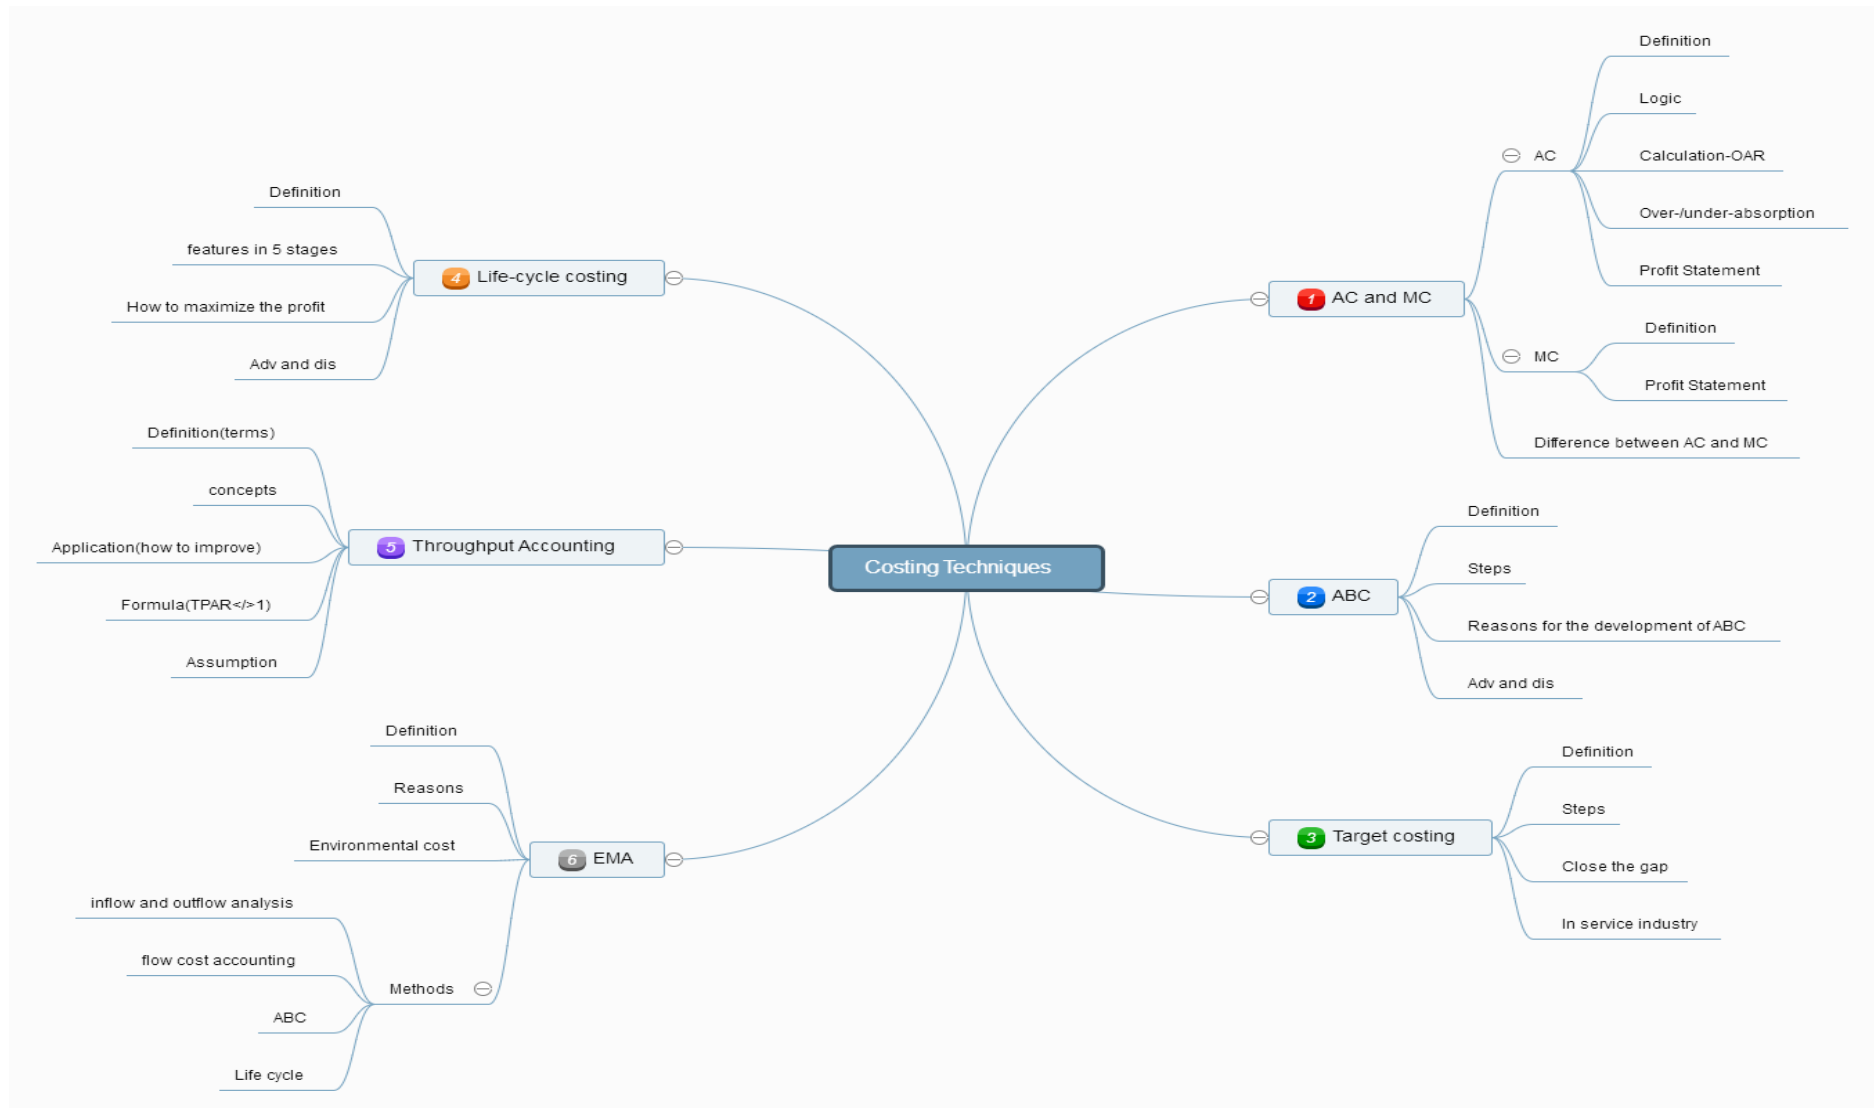 Costing Techniques
1 AC and MC
AC
Definition
Logic
Calculation-OAR
Over-/under-absorption
Profit Statement
MC
Definition
Profit Statement
Difference between AC and MC
2 ABC
Definition
Steps
Reasons for the development of ABC
Adv and dis
3 Target costing
Definition
Steps
Close the gap
In service industry
4 Life-cycle costing
Definition
features in 5 stages
How to maximize the profit
Adv and dis
5 Throughput Accounting
Definition(terms)
concepts
Application(how to improve)
Formula(TPAR</>1)
Assumption
6 EMA
Definition
Reasons
Environmental cost
Methods
inflow and outflow analysis
flow cost accounting
ABC
Life cycle